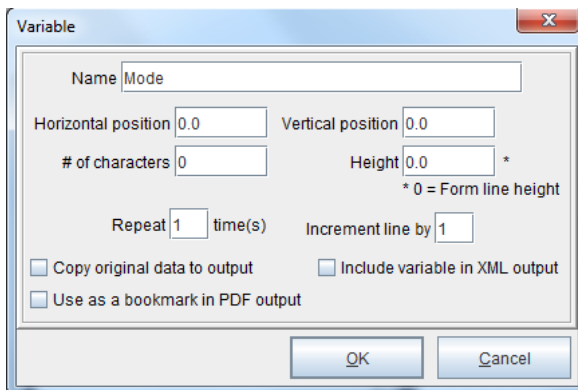 Variable
Name Mode
Horizontal position 0.0 Vertical position 0.0
# of characters 0 Height 0.0 *
* 0 = Form line height
Repeat 1 time(s) Increment line by 1
Copy original data to output Include variable in XML output
Use as a bookmark in PDF output
OK Cancel